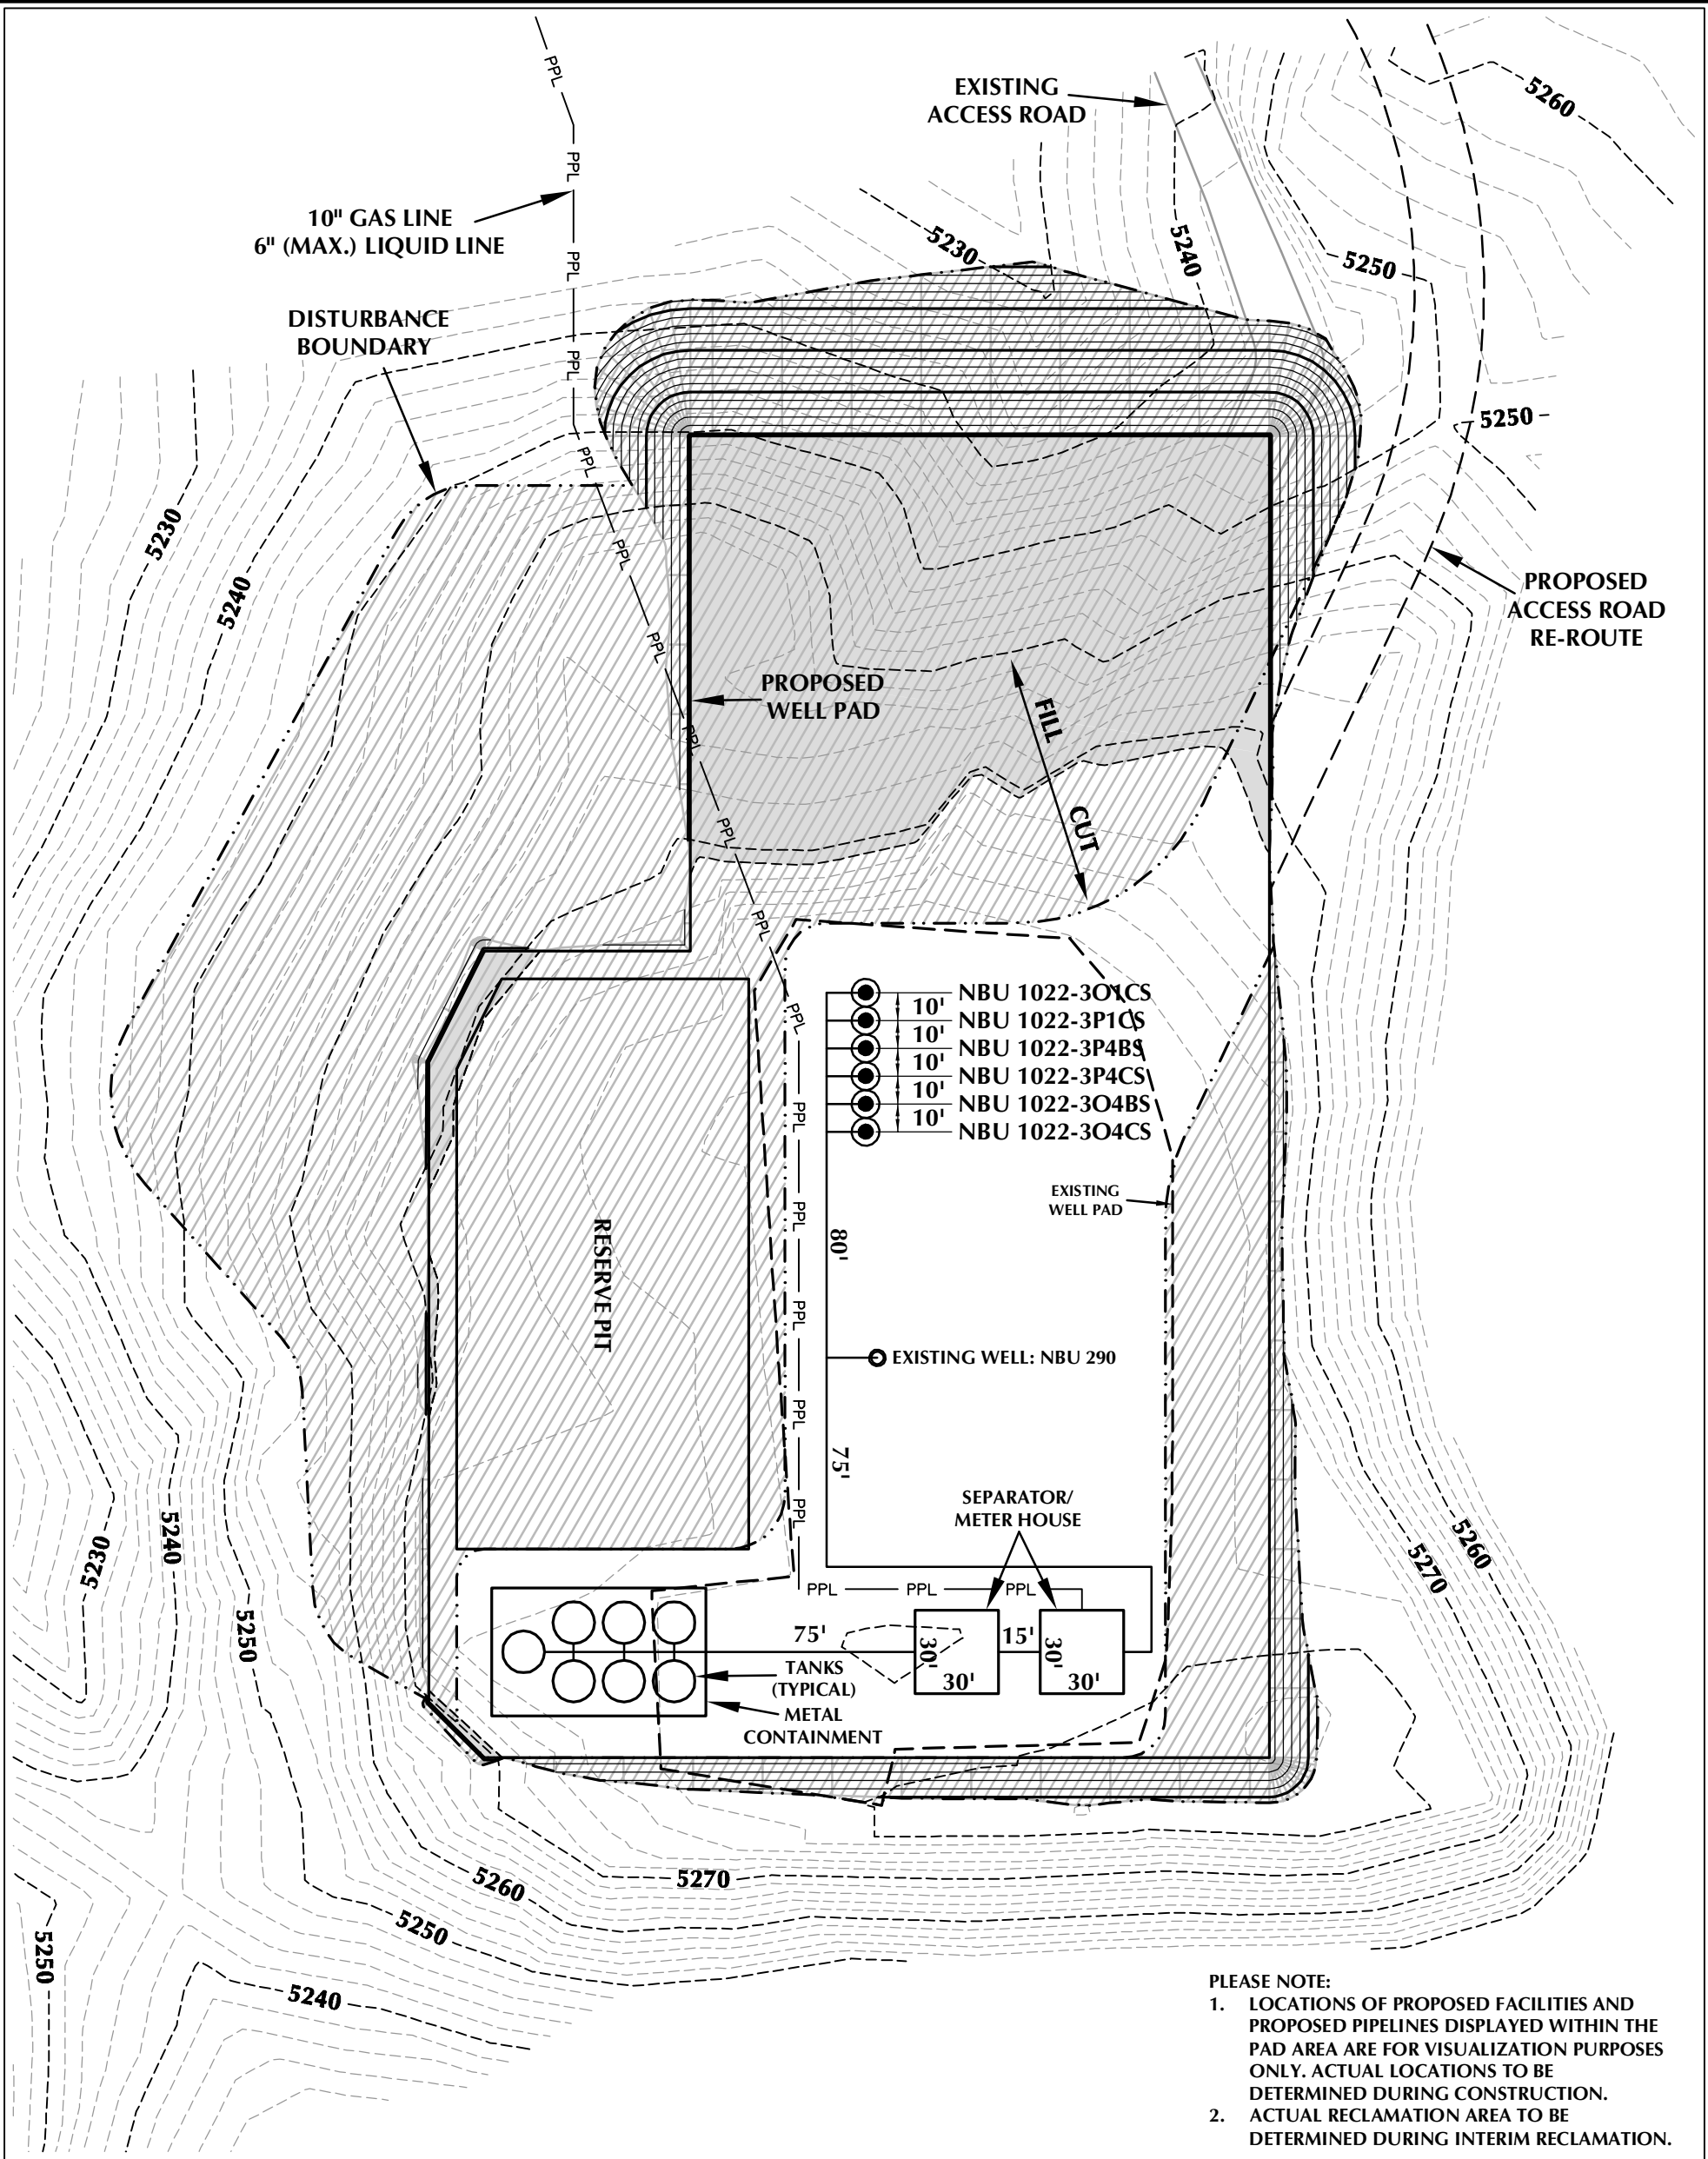 PPL
EXISTING
ACCESS ROAD
5260
PPL
10" GAS LINE
6" (MAX.) LIQUID LINE
5230
5240
5250
PPL
DISTURBANCE
BOUNDARY
PPL
5250
PPL
5230
PPL
5240
PROPOSED
ACCESS ROAD
RE-ROUTE
PPL
PROPOSED
WELL PAD
FILL
PPL
CUT
PPL
PPL
NBU 1022-3O1CS
10'
PPL
NBU 1022-3P1CS
10'
NBU 1022-3P4BS
10'
NBU 1022-3P4CS
10'
NBU 1022-3O4BS
PPL
10'
NBU 1022-3O4CS
EXISTING
WELL PAD
PPL
80'
RESERVE PIT
PPL
EXISTING WELL: NBU 290
PPL
75'
SEPARATOR/
METER HOUSE
PPL
5230
5240
5260
5270
PPL
PPL
PPL
5250
75'
30'
15'
30'
TANKS
(TYPICAL)
30'
30'
METAL
CONTAINMENT
5270
5260
5250
5250
5240
PLEASE NOTE:
1. LOCATIONS OF PROPOSED FACILITIES AND
PROPOSED PIPELINES DISPLAYED WITHIN THE
PAD AREA ARE FOR VISUALIZATION PURPOSES
ONLY. ACTUAL LOCATIONS TO BE
DETERMINED DURING CONSTRUCTION.
2. ACTUAL RECLAMATION AREA TO BE
DETERMINED DURING INTERIM RECLAMATION.